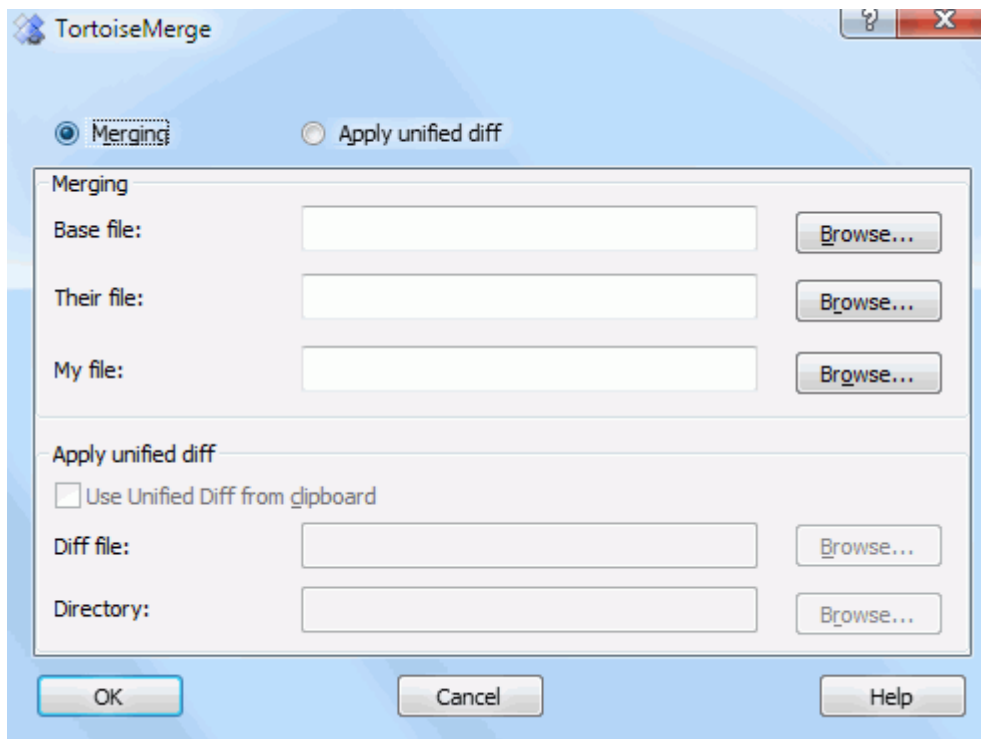 TortoiseMerge
Merging Apply unified diff
Merging
Base file: Browse...
Their file: Browse...
My file: Browse...
Apply unified diff
Use Unified Diff from clipboard
Diff file: Browse...
Directory: Browse...
OK Cancel Help